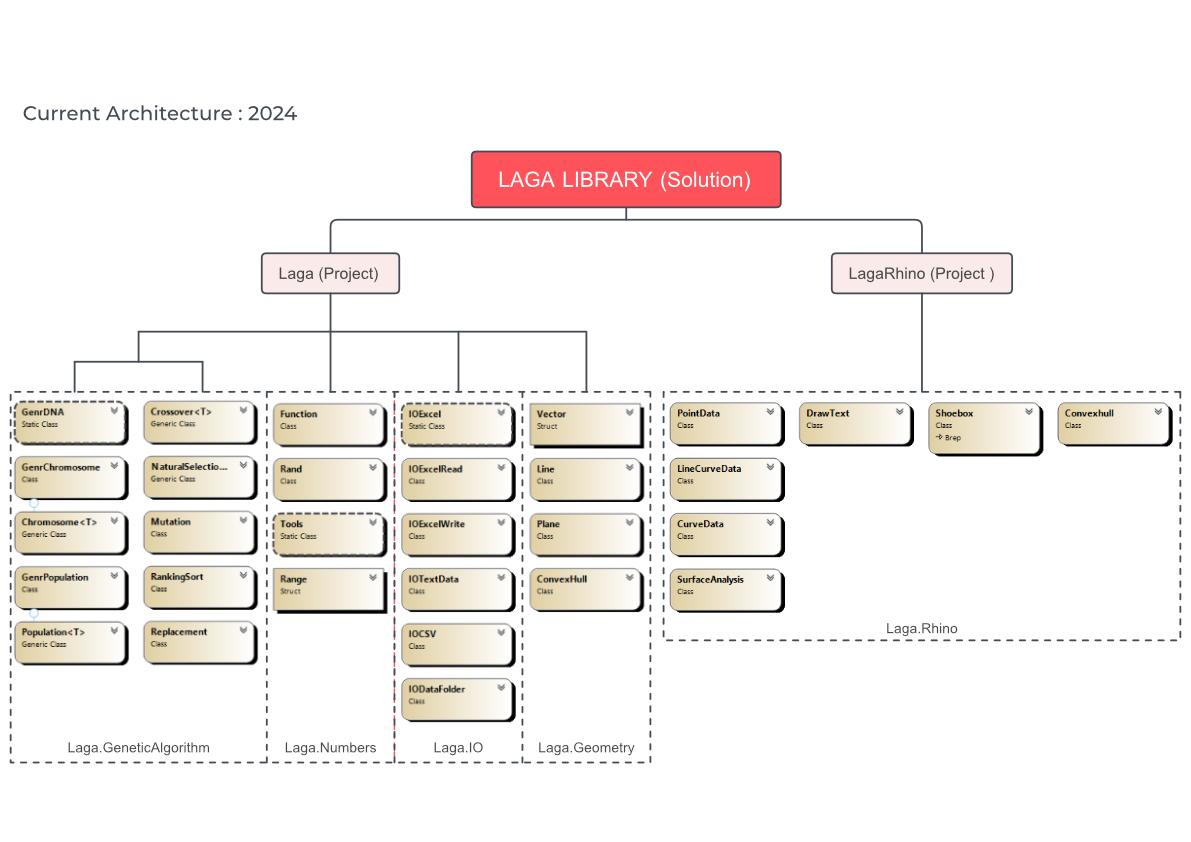 Current Architecture : 2024
LAGA LIBRARY (Solution)
Laga (Project)
LagaRhino (Project )
GenrDNA
Static Class
GenrChromosome
Class
Chromosome<T>
Generic Class
GenrPopulation
Class
Population<T>
Generic Class
Crossover<T>
Generic Class
NaturalSelectio...
Generic Class
Mutation
Class
RankingSort
Class
Replacement
Class
Laga.GeneticAlgorithm
Function
Class
Rand
Class
Tools
Static Class
Range
Struct
Laga.Numbers
IOExcel
Static Class
IOExcelRead
Class
IOExcelWrite
Class
IOTextData
Class
IOCSV
Class
IODataFolder
Class
Laga.IO
Vector
Struct
Line
Class
Plane
Class
ConvexHull
Class
Laga.Geometry
PointData
Class
LineCurveData
Class
CurveData
Class
SurfaceAnalysis
Class
DrawText
Class
Shoebox
Class
Brep
Convexhull
Class
Laga.Rhino